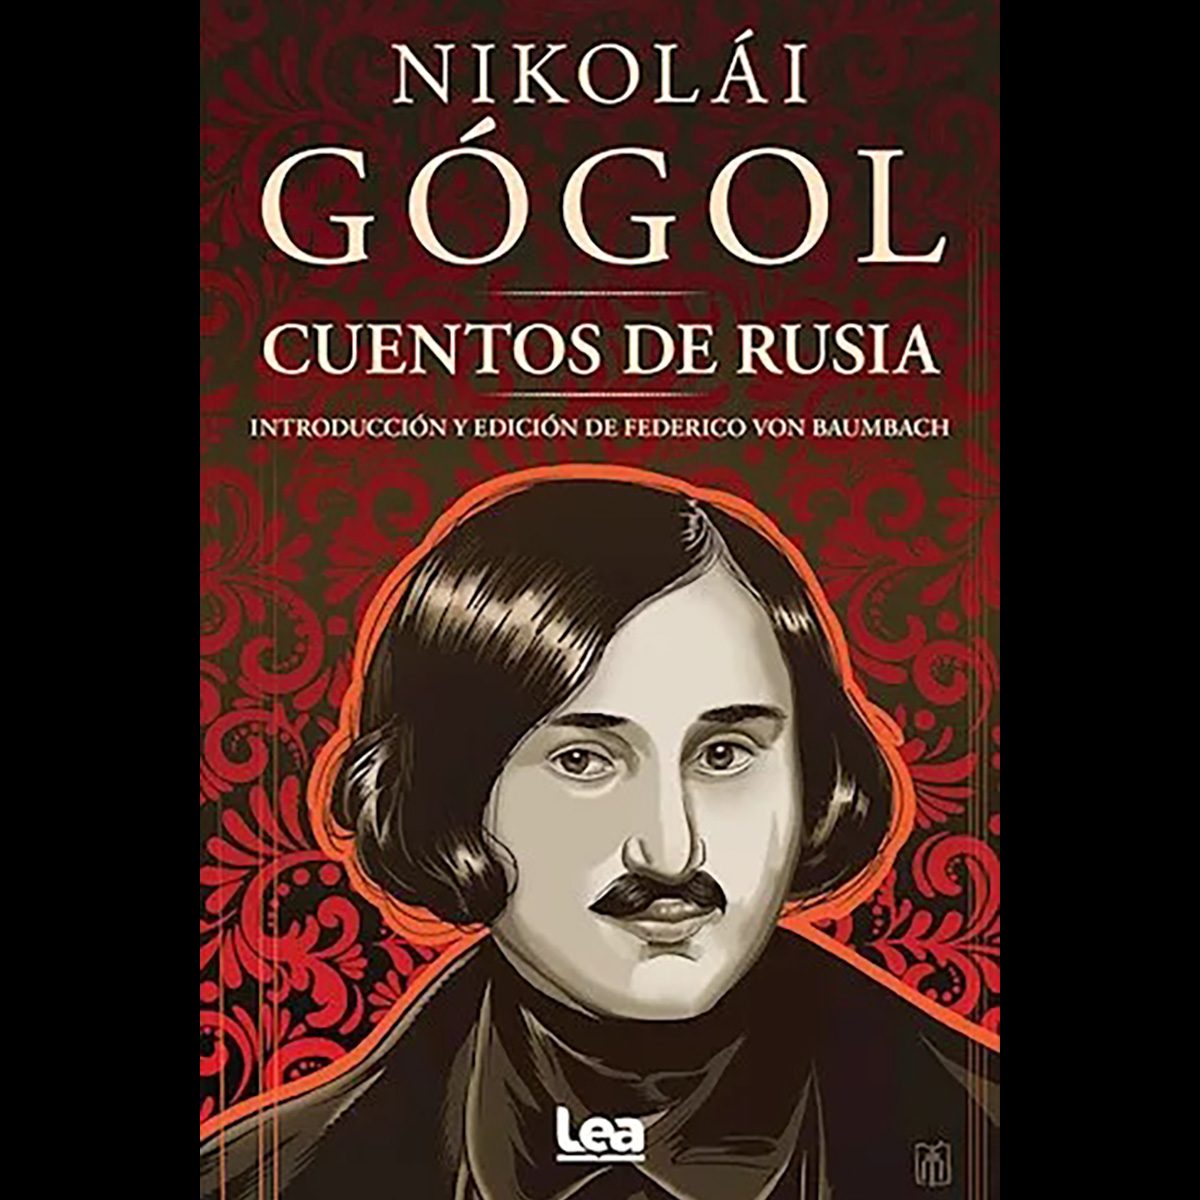 NIKOLÁI
GÓGOL
CUENTOS DE RUSIA
INTRODUCCIÓN Y EDICIÓN DE FEDERICO VON BAUMBACH
Lea